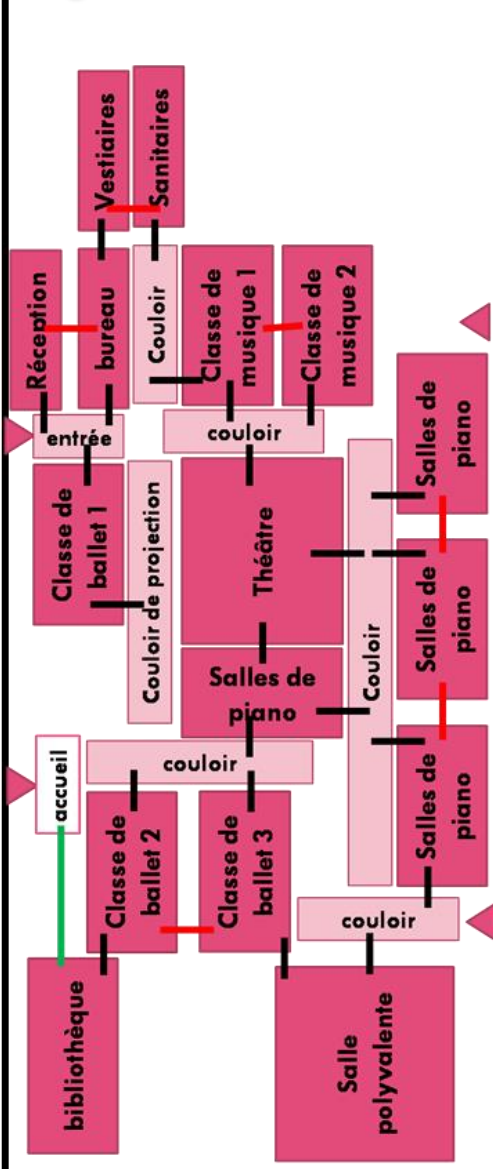 Réception
Vestiaires
bureau
Sanitaires
entrée
Couloir
Classe de
musique 1
Classe de
musique 2
couloir
Classe de
ballet 1
Couloir de projection
Théâtre
Salles de
piano
Salles de
piano
Couloir
Salles de
piano
Salles de
piano
accueil
couloir
Classe de
ballet 2
Classe de
ballet 3
couloir
bibliothèque
Salle
polyvalente